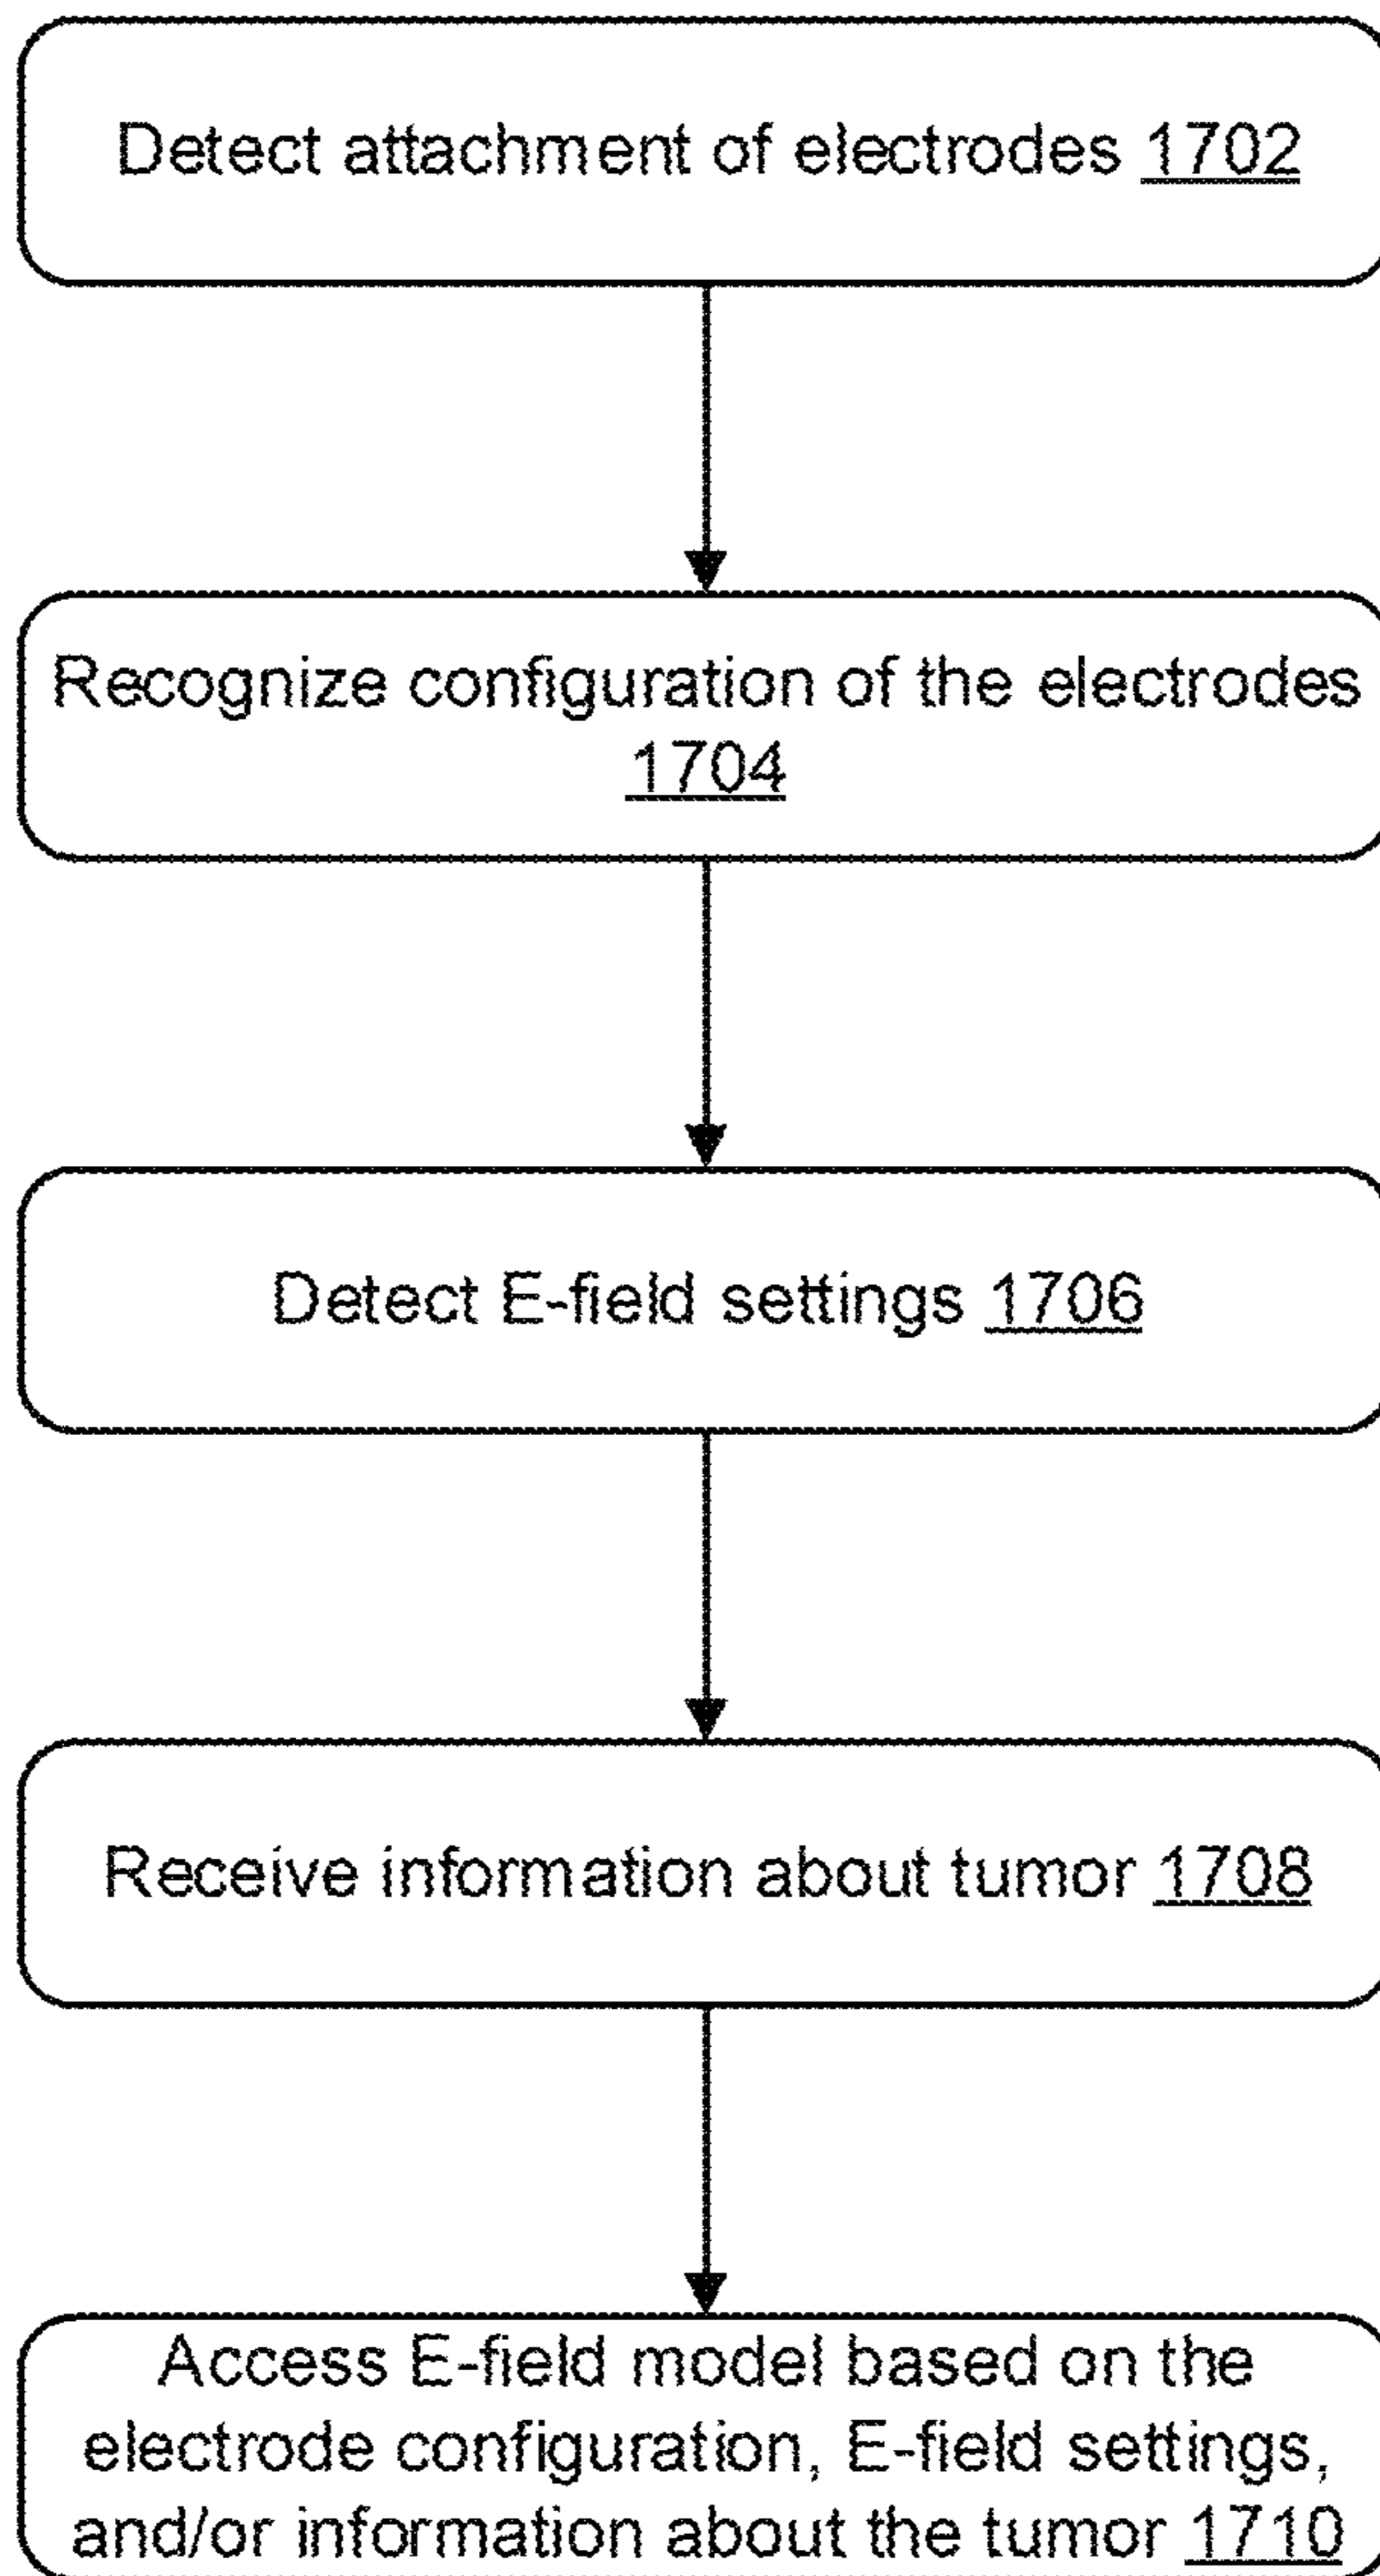 Detect attachment of electrodes 1702
Recognize configuration of the electrodes
1704
Detect E-field settings 1706
Receive information about tumor 1708
Access E-field model based on the
electrode configuration, E-field settings,
and/or information about the tumor 1710